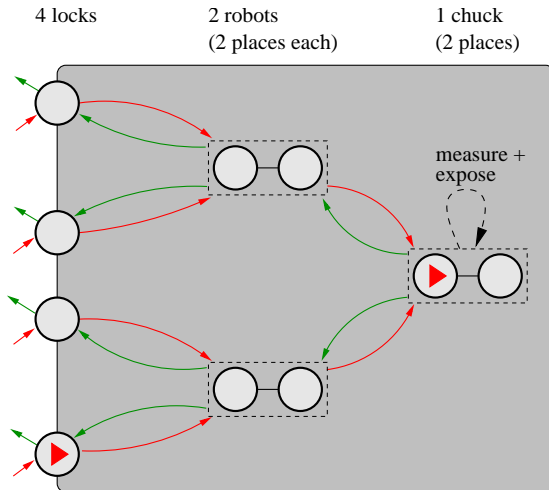 4 locks
2 robots
(2 places each)
1 chuck
(2 places)
measure +
expose